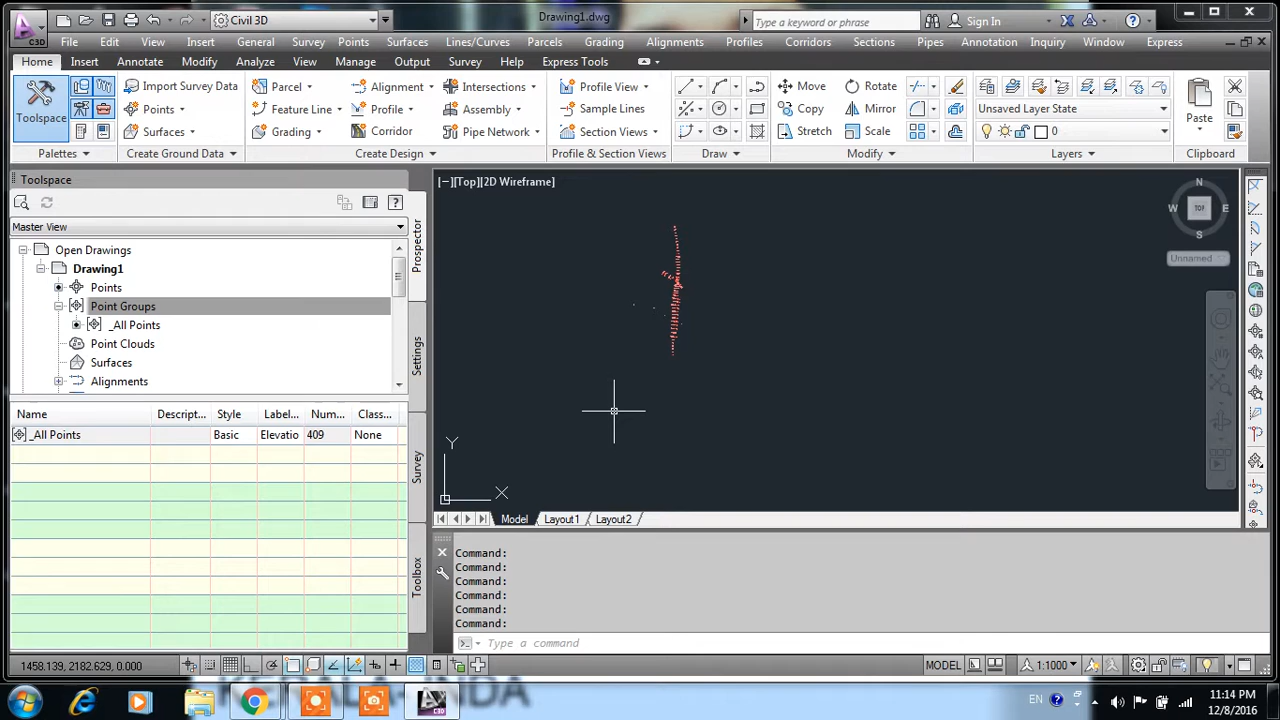 Civil 3D
Drawing1.dwg
Type a keyword or phrase
Sign In
C3D
File Edit View Insert General Survey Points Surfaces Lines/Curves Parcels Grading Alignments Profiles Corridors Sections Pipes Annotation Inquiry Window Express
Home Insert Annotate Modify Analyze View Manage Output Survey Help Express Tools
Toolspace
Import Survey Data
Points
Surfaces
Parcel
Feature Line
Grading
Alignment
Profile
Corridor
Intersections
Assembly
Pipe Network
Profile View
Sample Lines
Section Views
Move
Copy
Stretch
Rotate
Mirror
Scale
Unsaved Layer State
0
Paste
Palettes Create Ground Data Create Design Profile & Section Views Draw Modify Layers Clipboard
Toolspace
Master View
Open Drawings
Drawing1
Points
Point Groups
_All Points
Point Clouds
Surfaces
Alignments
Prospector
Settings
Survey
Toolbox
Name Descript... Style Label... Num... Class...
_All Points Basic Elevatio 409 None
[−][Top][2D Wireframe]
N
W TOP E
S
Unnamed
Y
X
Model Layout1 Layout2
Command:
Command:
Command:
Command:
Command:
Command:
Type a command
1458.139, 2182.629, 0.000
MODEL
1:1000
EN
11:14 PM
12/8/2016